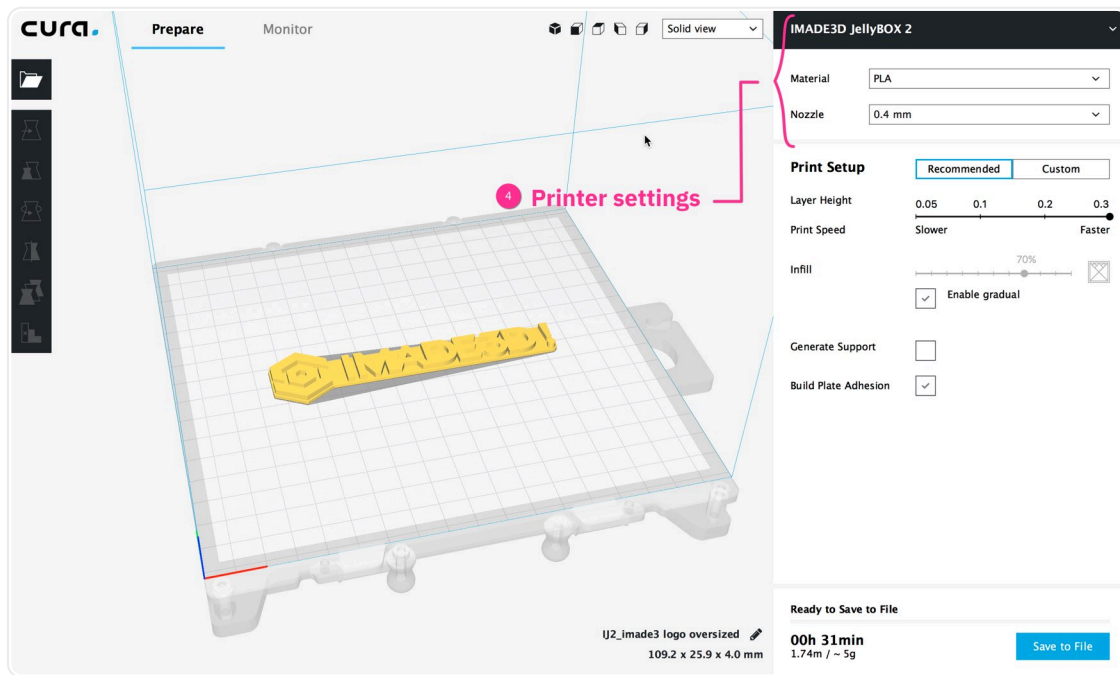 cura.
Prepare
Monitor
Solid view
IMADE3D JellyBOX 2
Material
PLA
Nozzle
0.4 mm
4 Printer settings
Print Setup
Recommended
Custom
Layer Height
0.05 0.1 0.2 0.3
Print Speed
Slower
Faster
70%
Infill
Enable gradual
Generate Support
Build Plate Adhesion
IMADE3D!
IJ2_imade3 logo oversized
109.2 x 25.9 x 4.0 mm
Ready to Save to File
00h 31min
1.74m / ~ 5g
Save to File